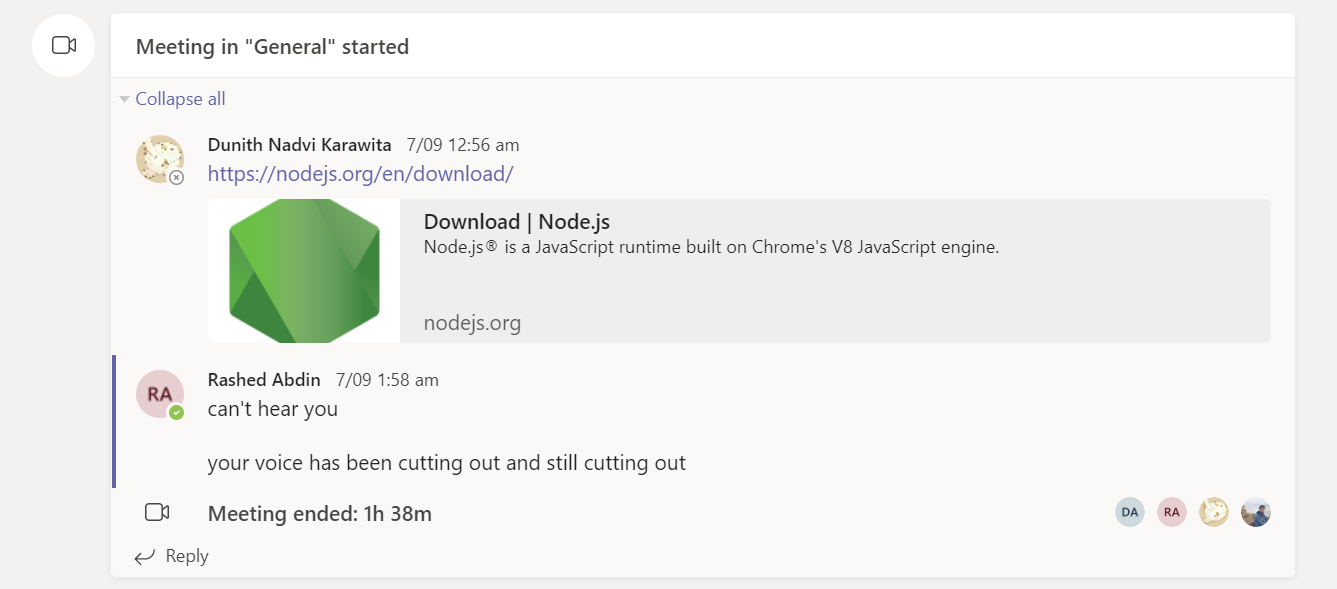 Meeting in "General" started
Collapse all
Dunith Nadvi Karawita 7/09 12:56 am
https://nodejs.org/en/download/
Download | Node.js
Node.js® is a JavaScript runtime built on Chrome's V8 JavaScript engine.
nodejs.org
RA
Rashed Abdin 7/09 1:58 am
can't hear you
your voice has been cutting out and still cutting out
Meeting ended: 1h 38m
DA RA
Reply